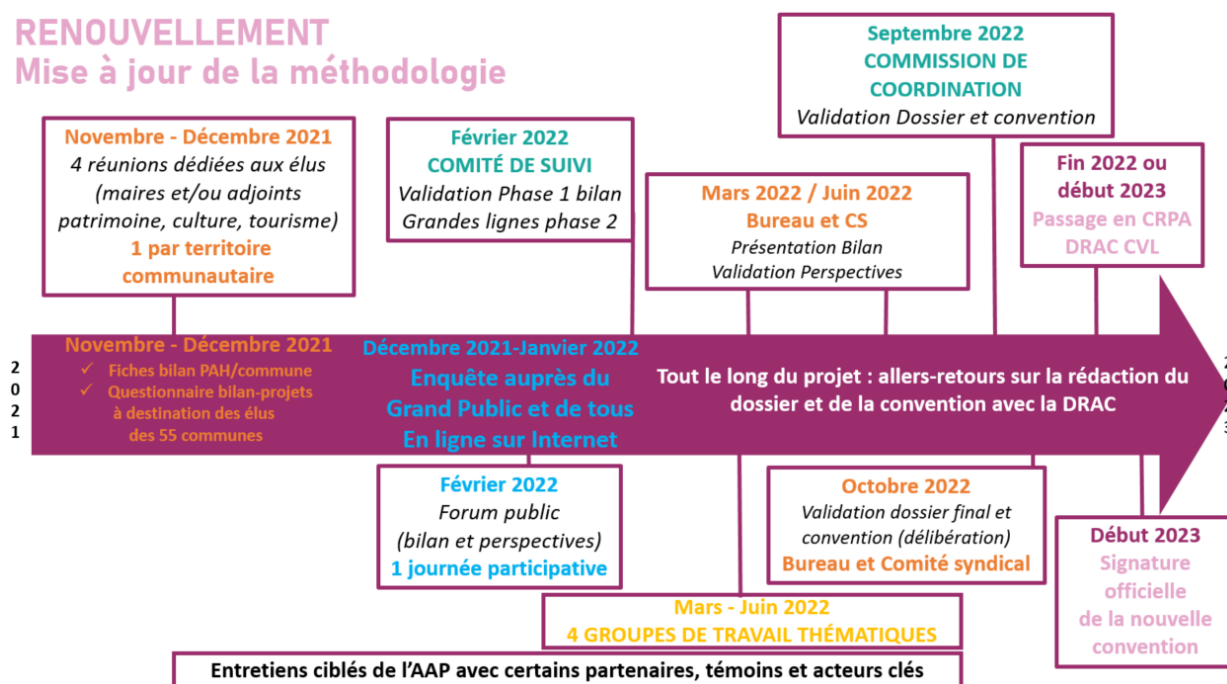 RENOUVELLEMENT
Mise à jour de la méthodologie
Septembre 2022
COMMISSION DE
COORDINATION
Validation Dossier et convention
Novembre - Décembre 2021
4 réunions dédiées aux élus
(maires et/ou adjoints
patrimoine, culture, tourisme)
1 par territoire
communautaire
Février 2022
COMITÉ DE SUIVI
Validation Phase 1 bilan
Grandes lignes phase 2
Mars 2022 / Juin 2022
Bureau et CS
Présentation Bilan
Validation Perspectives
Fin 2022 ou
début 2023
Passage en CRPA
DRAC CVL
2
0
2
1
Novembre - Décembre 2021
✓ Fiches bilan PAH/commune
✓ Questionnaire bilan-projets
à destination des élus
des 55 communes
Décembre 2021-Janvier 2022
Enquête auprès du
Grand Public et de tous
En ligne sur Internet
Tout le long du projet : allers-retours sur la rédaction du
dossier et de la convention avec la DRAC
2
0
2
3
Février 2022
Forum public
(bilan et perspectives)
1 journée participative
Octobre 2022
Validation dossier final et
convention (délibération)
Bureau et Comité syndical
Début 2023
Signature
officielle
de la nouvelle
convention
Mars - Juin 2022
4 GROUPES DE TRAVAIL THÉMATIQUES
Entretiens ciblés de l'AAP avec certains partenaires, témoins et acteurs clés